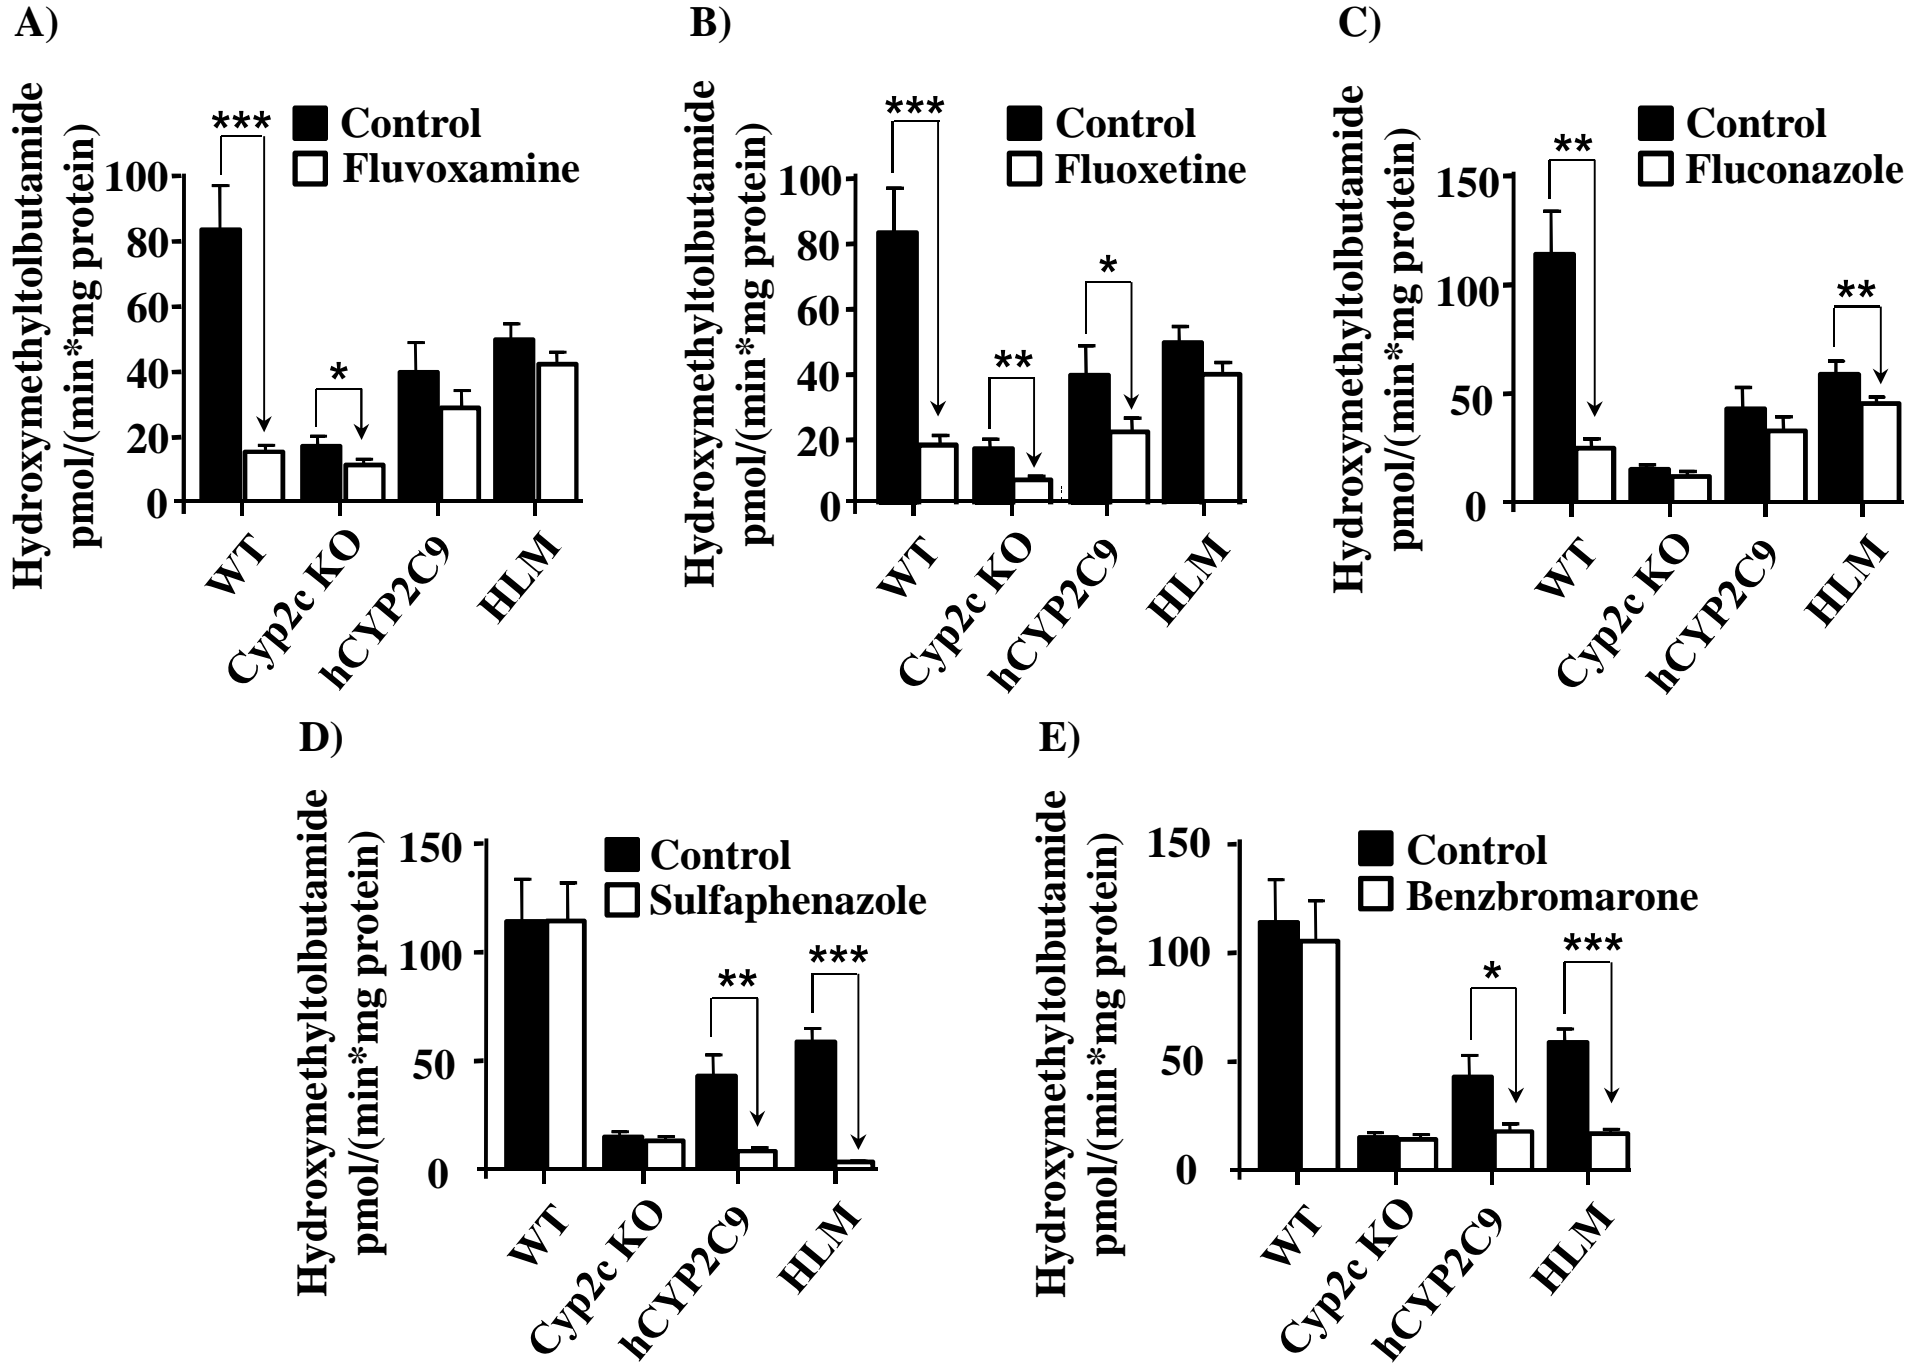 A)
Hydroxymethyltolbutamide
pmol/(min*mg protein)
***
*
Control
Fluvoxamine
100
80
60
40
20
0
WT
Cyp2c KO
hCYP2C9
HLM
B)
Hydroxymethyltolbutamide
pmol/(min*mg protein)
***
**
*
Control
Fluoxetine
100
80
60
40
20
0
WT
Cyp2c KO
hCYP2C9
HLM
C)
Hydroxymethyltolbutamide
pmol/(min*mg protein)
**
**
Control
Fluconazole
150
100
50
0
WT
Cyp2c KO
hCYP2C9
HLM
D)
Hydroxymethyltolbutamide
pmol/(min*mg protein)
**
***
Control
Sulfaphenazole
150
100
50
0
WT
Cyp2c KO
hCYP2C9
HLM
E)
Hydroxymethyltolbutamide
pmol/(min*mg protein)
*
***
Control
Benzbromarone
150
100
50
0
WT
Cyp2c KO
hCYP2C9
HLM